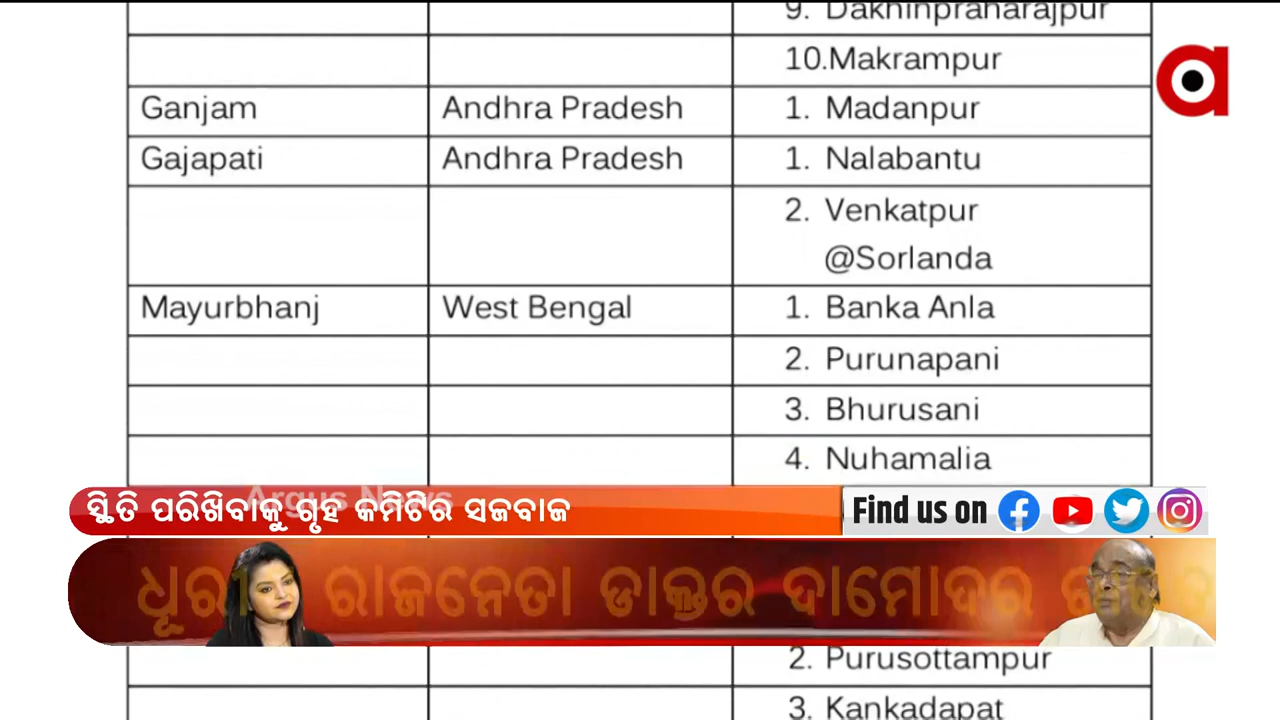 9. Dakhinpraharajpur
10.Makrampur
Ganjam Andhra Pradesh 1. Madanpur
Gajapati Andhra Pradesh 1. Nalabantu
2. Venkatpur
@Sorlanda
Mayurbhanj West Bengal 1. Banka Anla
2. Purunapani
3. Bhurusani
4. Nuhamalia
Argus News
ସ୍ଥିତି ପରିଖିବାକୁ ଗୃହ କମିଟିର ସଜବାଜ
Find us on
ରାଜନେତା ଡାକ୍ତର ଦାମୋଦର
2. Purusottampur
3. Kankadapat